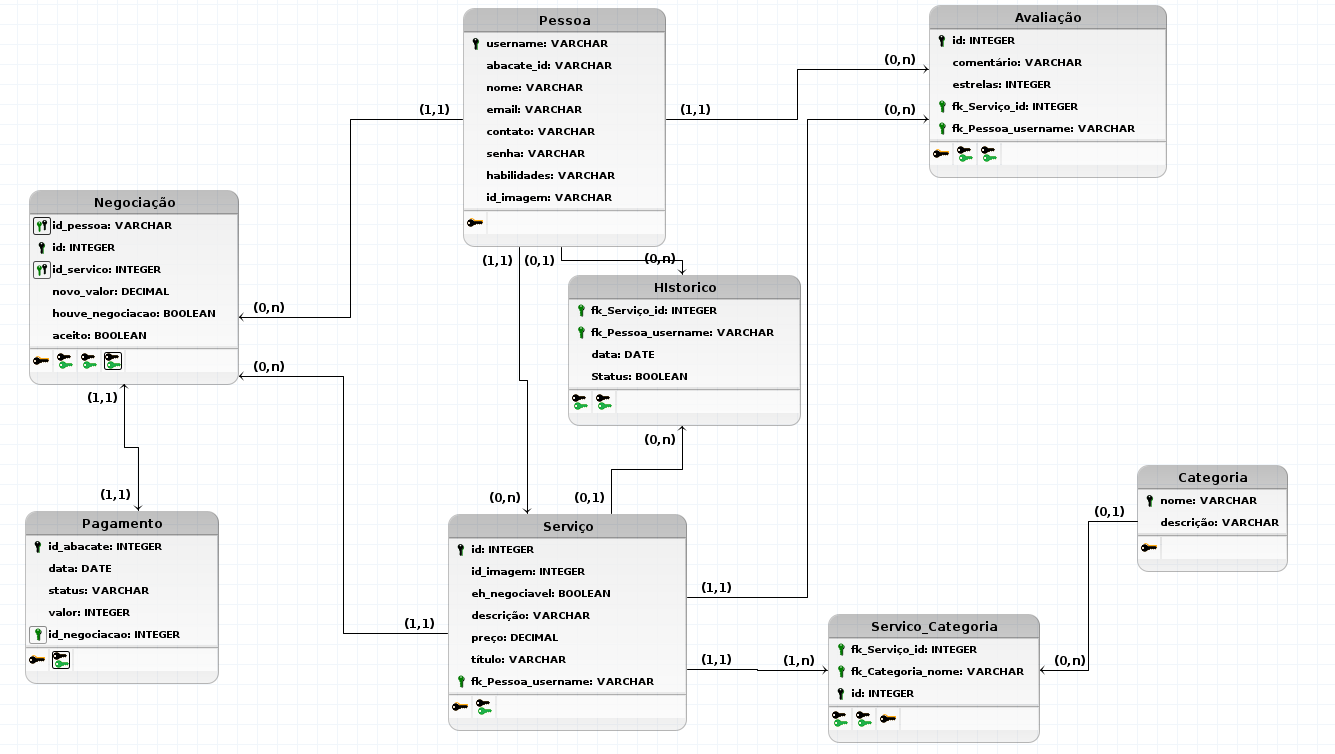 Pessoa
username: VARCHAR
abacate_id: VARCHAR
nome: VARCHAR
email: VARCHAR
contato: VARCHAR
senha: VARCHAR
habilidades: VARCHAR
id_imagem: VARCHAR
Avaliação
id: INTEGER
comentário: VARCHAR
estrelas: INTEGER
fk_Serviço_id: INTEGER
fk_Pessoa_username: VARCHAR
(0,n)
(0,n)
(1,1)
(1,1)
Negociação
id_pessoa: VARCHAR
id: INTEGER
id_servico: INTEGER
novo_valor: DECIMAL
houve_negociacao: BOOLEAN
aceito: BOOLEAN
(0,n)
(0,n)
(1,1)
(1,1)
(1,1)
(0,1)
(0,n)
HIstorico
fk_Serviço_id: INTEGER
fk_Pessoa_username: VARCHAR
data: DATE
Status: BOOLEAN
(0,n)
(0,n)
(0,1)
Pagamento
id_abacate: INTEGER
data: DATE
status: VARCHAR
valor: INTEGER
id_negociacao: INTEGER
Serviço
id: INTEGER
id_imagem: INTEGER
eh_negociavel: BOOLEAN
descrição: VARCHAR
preço: DECIMAL
título: VARCHAR
fk_Pessoa_username: VARCHAR
(1,1)
(1,1)
(1,1)
(1,n)
Categoria
nome: VARCHAR
descrição: VARCHAR
(0,1)
(0,n)
Servico_Categoria
fk_Serviço_id: INTEGER
fk_Categoria_nome: VARCHAR
id: INTEGER